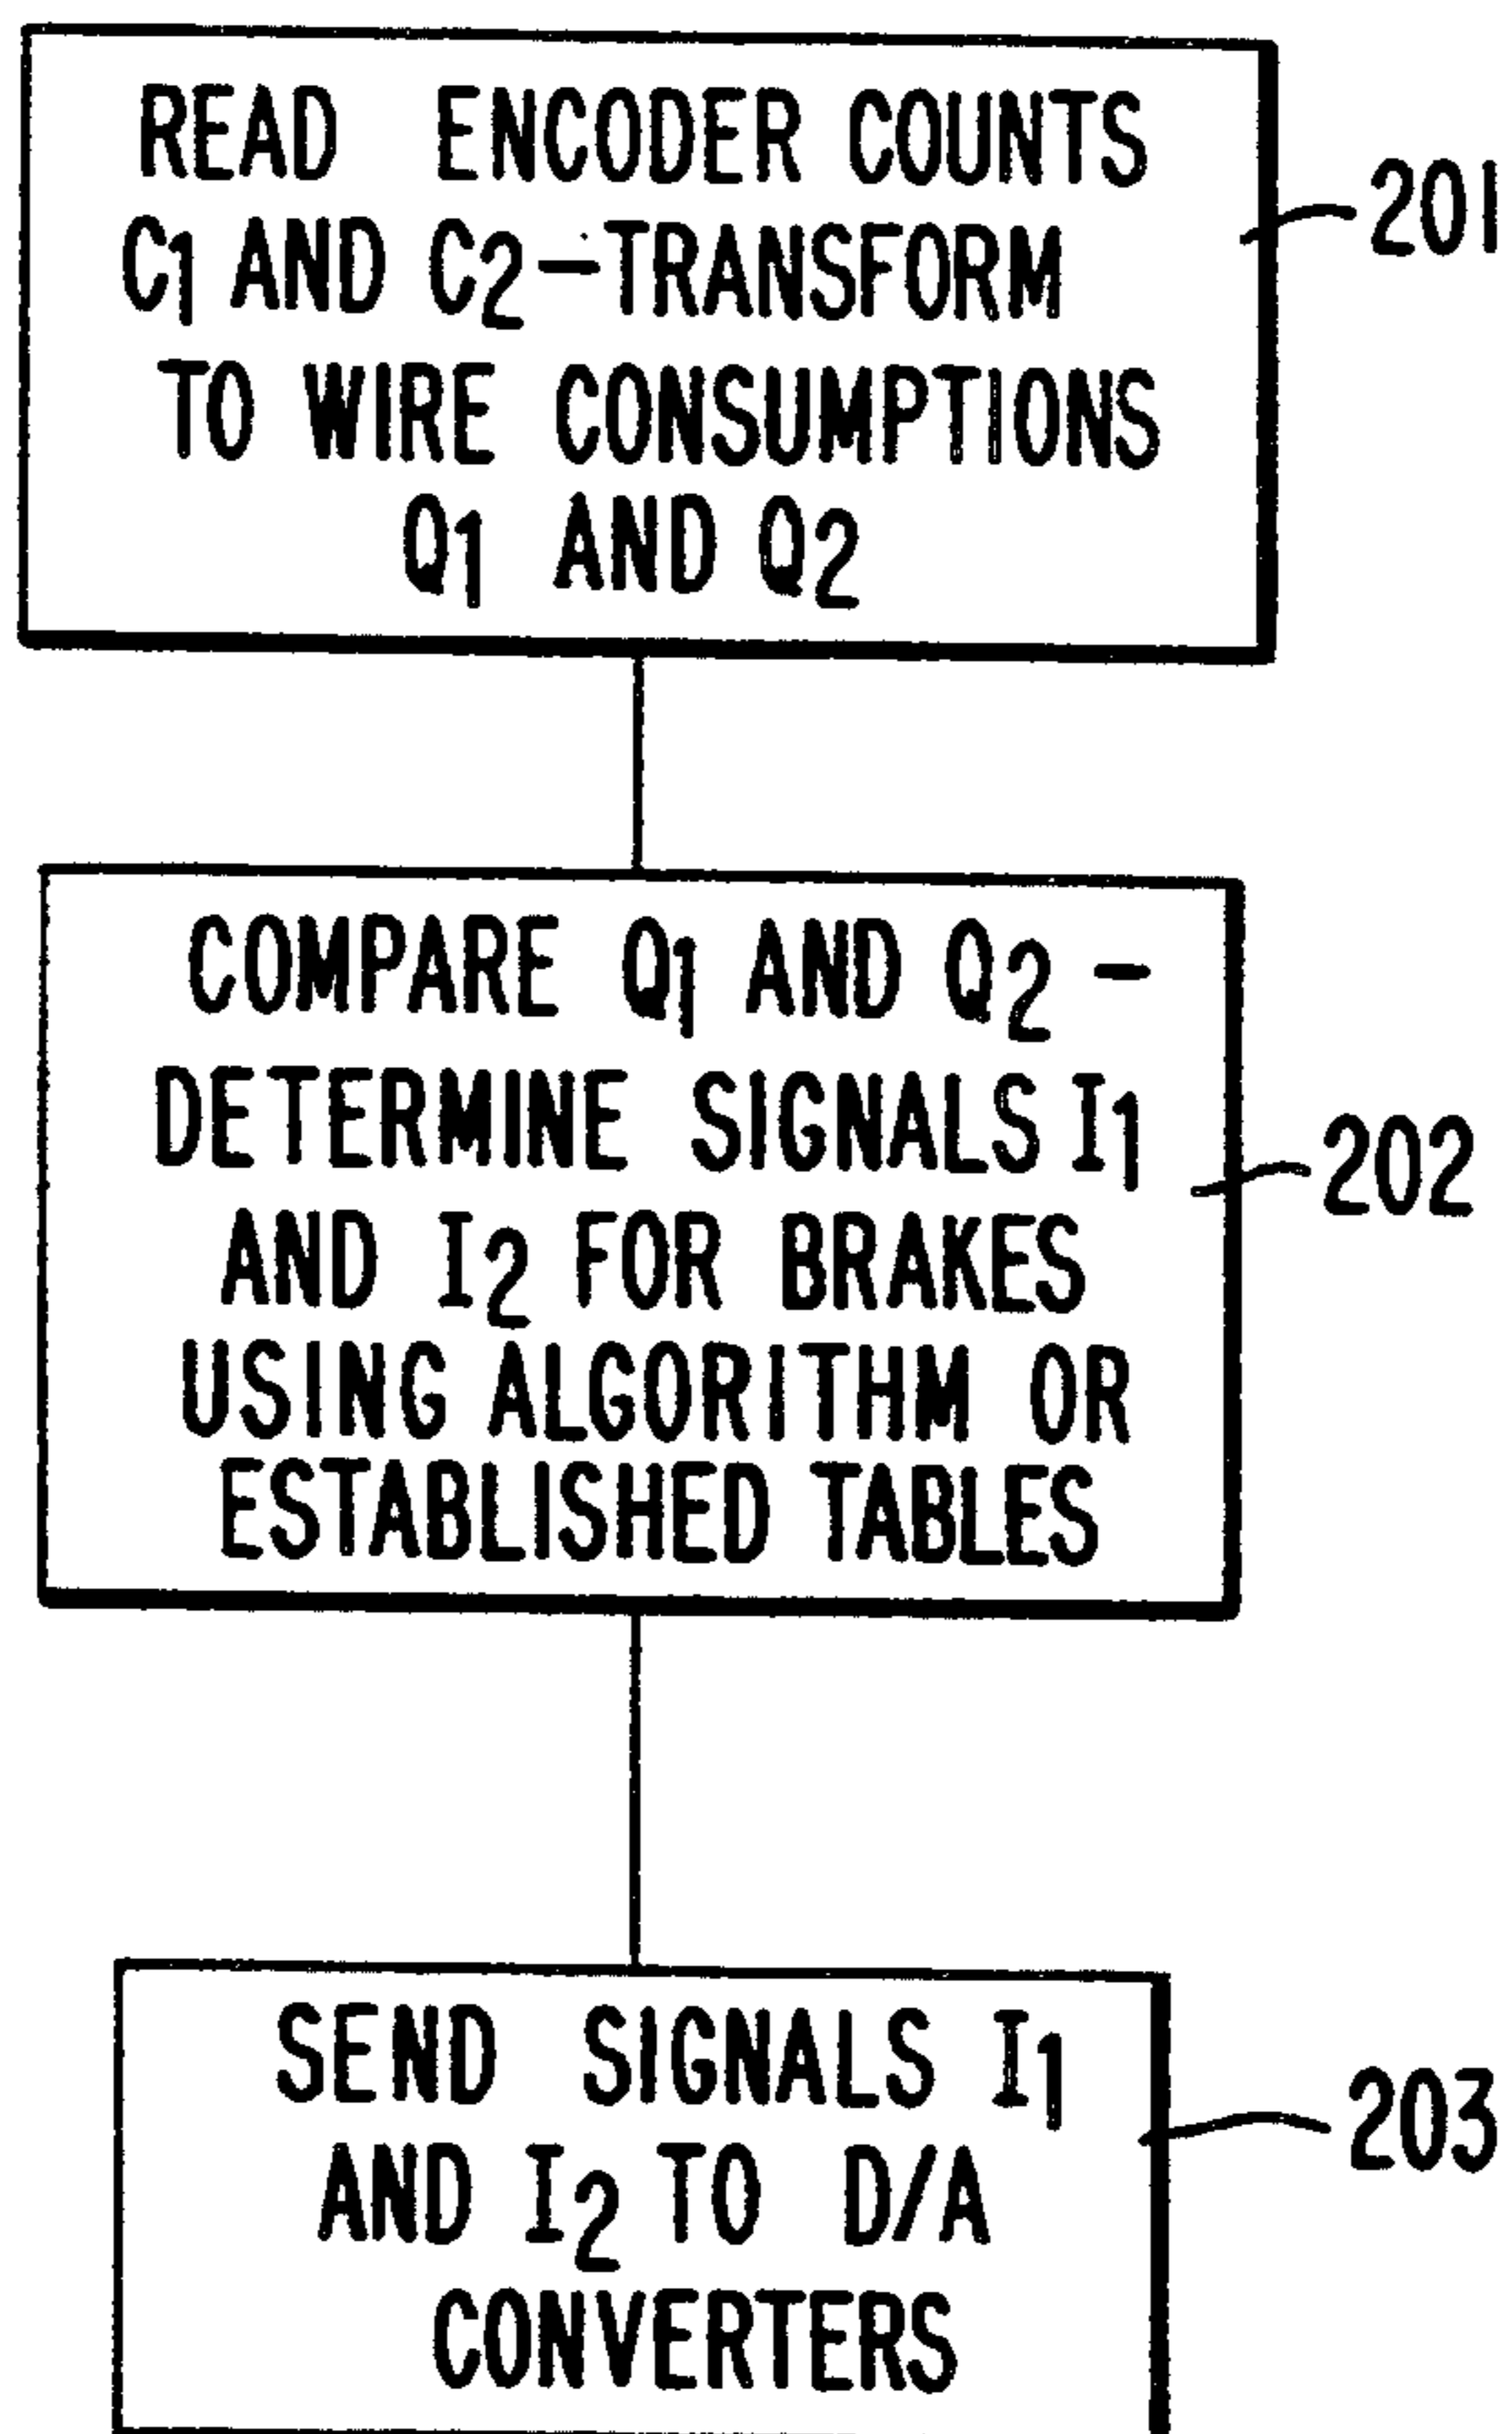 READ ENCODER COUNTS
C1 AND C2-TRANSFORM
TO WIRE CONSUMPTIONS
Q1 AND Q2
201
COMPARE Q1 AND Q2 -
DETERMINE SIGNALS I1
AND I2 FOR BRAKES
USING ALGORITHM OR
ESTABLISHED TABLES
202
SEND SIGNALS I1
AND I2 TO D/A
CONVERTERS
203